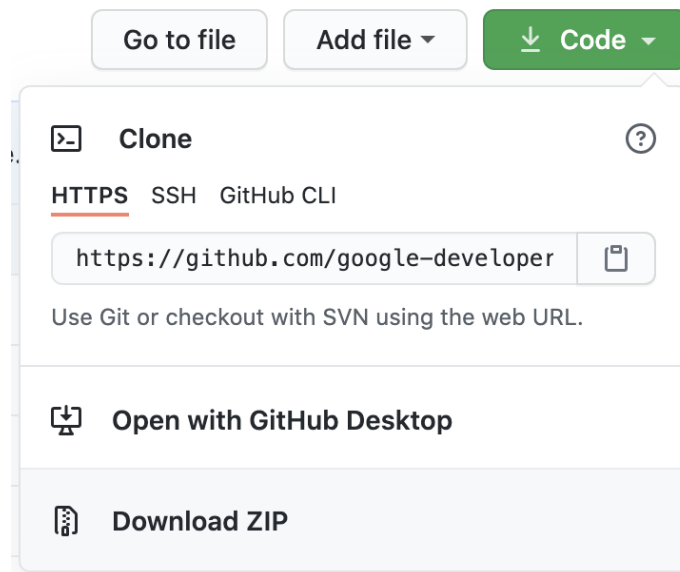 Go to file Add file Code
Clone
HTTPS SSH GitHub CLI
https://github.com/google-developer
Use Git or checkout with SVN using the web URL.
Open with GitHub Desktop
Download ZIP